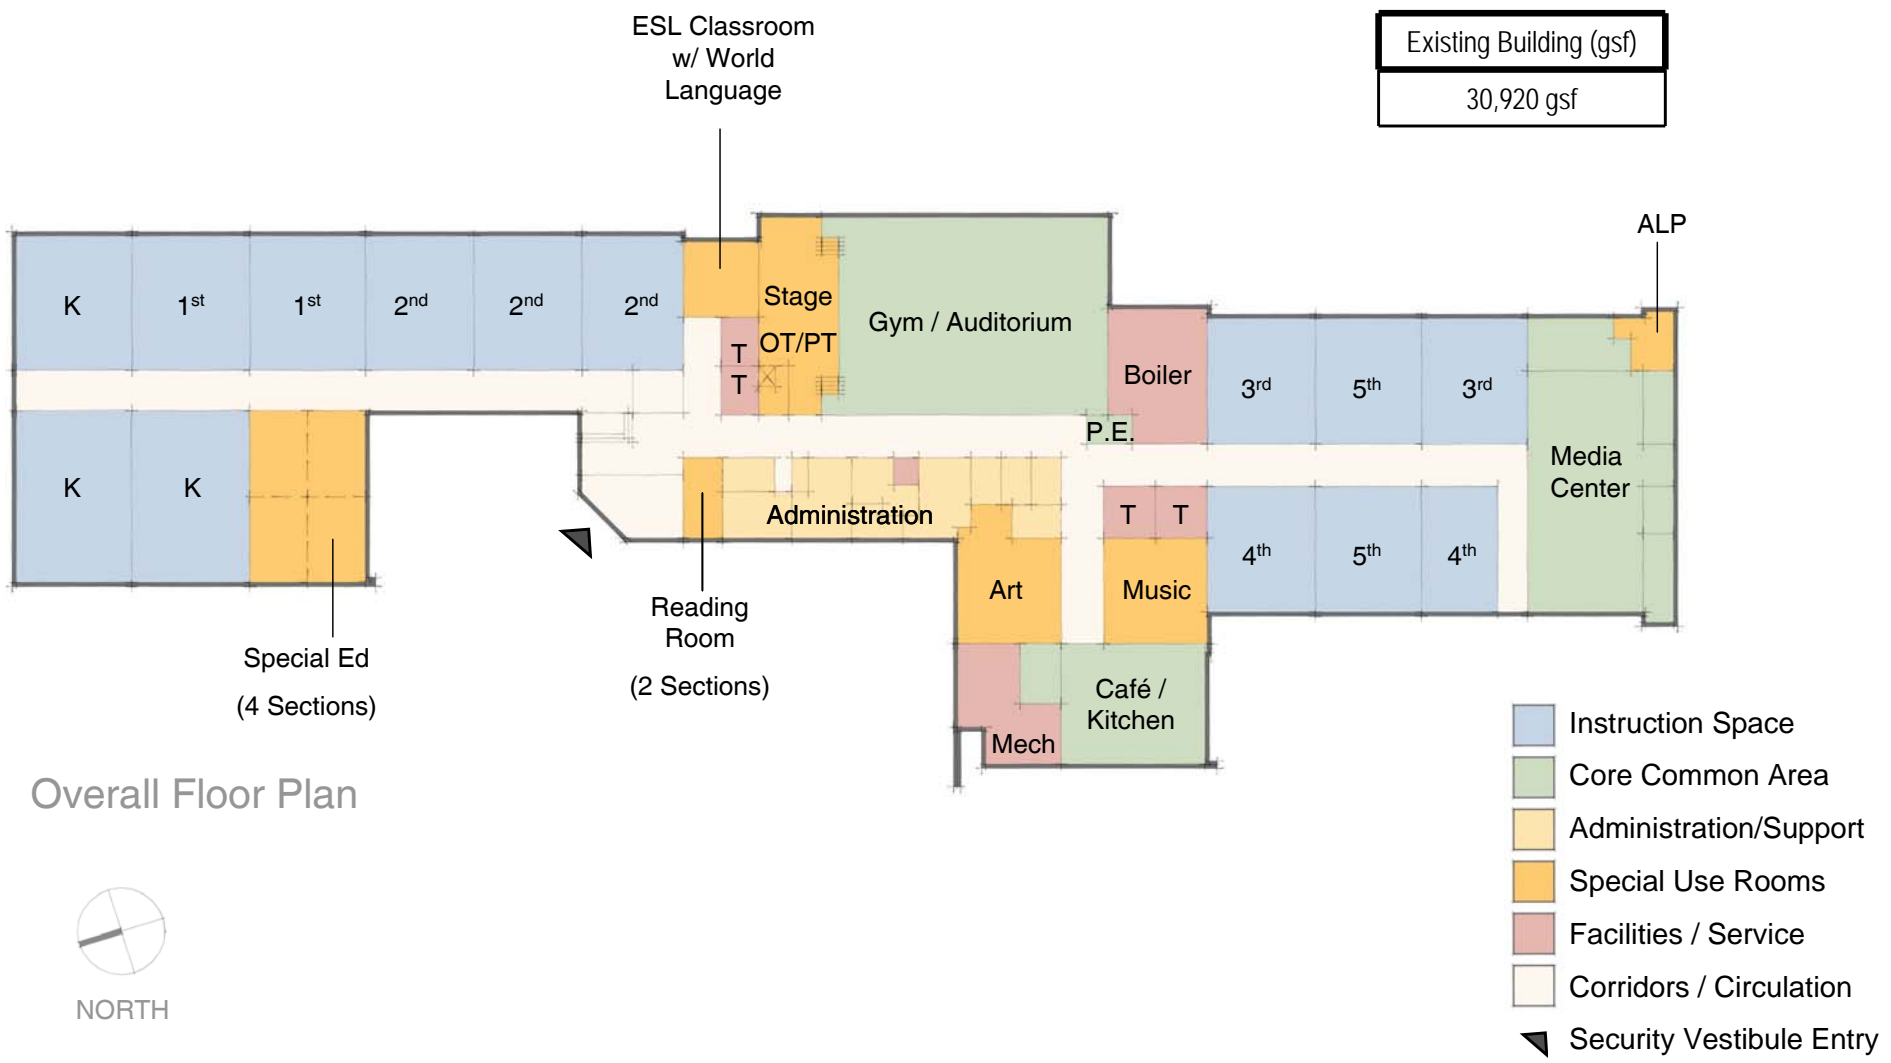 ESL Classroom
w/ World
Language
Existing Building (gsf)
30,920 gsf
ALP
K
1st
1st
2nd
2nd
2nd
T
T
Stage
OT/PT
Gym / Auditorium
Boiler
P.E.
3rd
5th
3rd
Media
Center
K
K
Administration
T
T
4th
5th
4th
Art
Music
Reading
Room
(2 Sections)
Special Ed
(4 Sections)
Café /
Kitchen
Mech
Overall Floor Plan
NORTH
Instruction Space
Core Common Area
Administration/Support
Special Use Rooms
Facilities / Service
Corridors / Circulation
Security Vestibule Entry